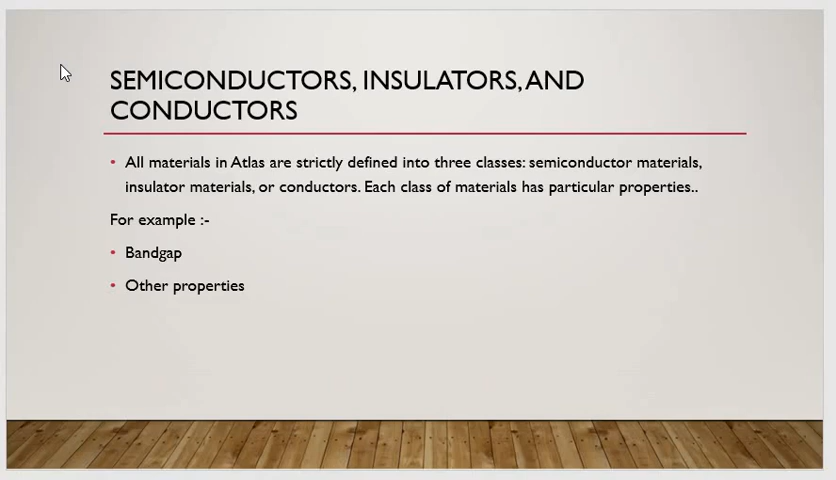 SEMICONDUCTORS, INSULATORS, AND
CONDUCTORS
• All materials in Atlas are strictly defined into three classes: semiconductor materials,
insulator materials, or conductors. Each class of materials has particular properties..
For example :-
• Bandgap
• Other properties